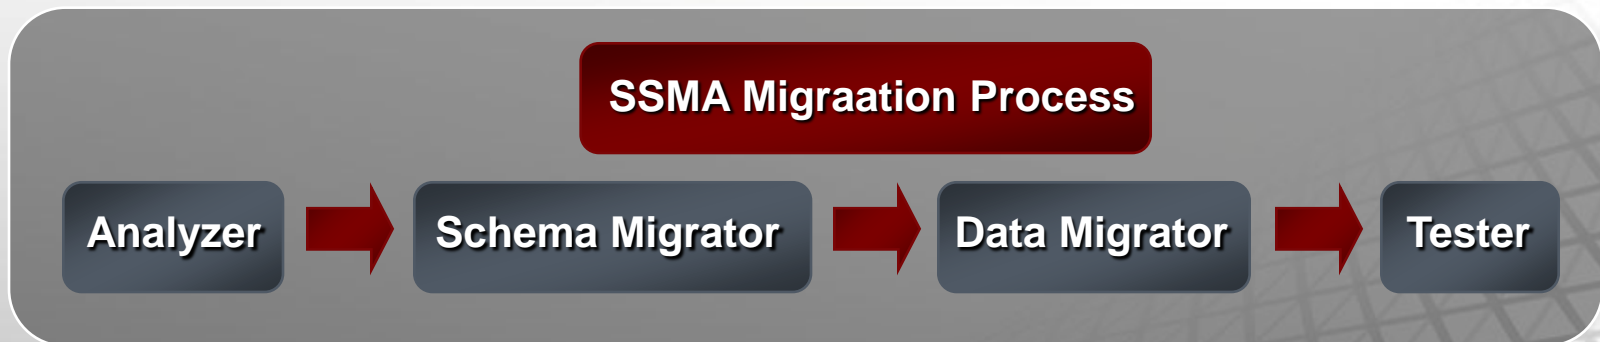 SSMA Migraation Process
Analyzer
Schema Migrator
Data Migrator
Tester